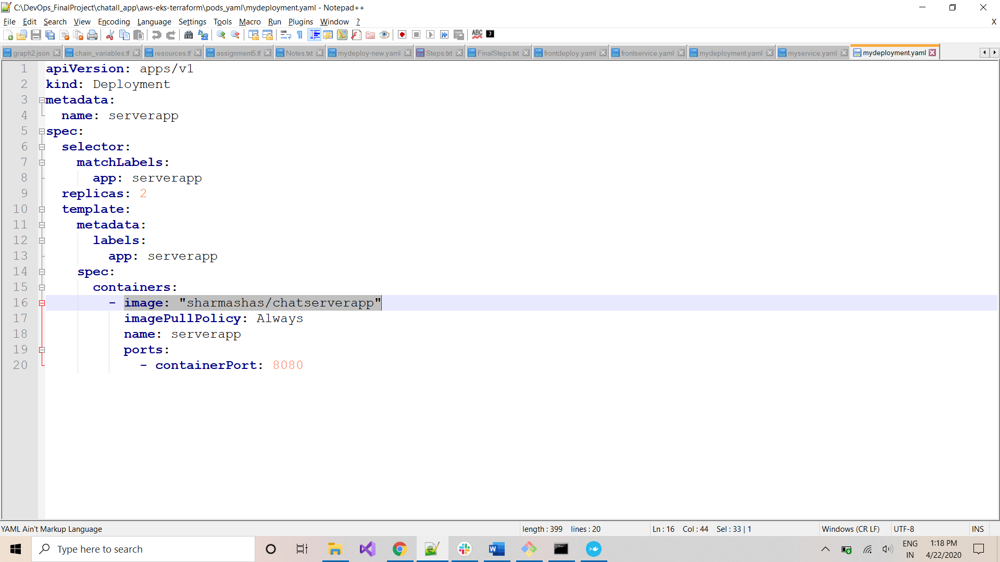 C:\DevOps_FinalProject\chatall_app\aws-eks-terraform\pods_yaml\mydeployment.yaml - Notepad++
File Edit Search View Encoding Language Settings Tools Macro Run Plugins Window ? X
ABC J
graph2.json chain_variables.tf resources.tf assignment5.tf Notes.txt mydeploy-new.yaml Steps.txt FinalSteps.txt frontdeploy.yaml frontservice.yaml mydeployment.yaml myservice.yaml mydeployment.yaml
1 apiVersion: apps/v1
2 kind: Deployment
3 metadata:
4   name: serverapp
5 spec:
6   selector:
7     matchLabels:
8       app: serverapp
9   replicas: 2
10   template:
11     metadata:
12       labels:
13         app: serverapp
14     spec:
15       containers:
16         - image: "sharmashas/chatserverapp"
17           imagePullPolicy: Always
18           name: serverapp
19           ports:
20             - containerPort: 8080
YAML Ain't Markup Language length : 399 lines : 20 Ln : 16 Col : 44 Sel : 33 | 1 Windows (CR LF) UTF-8 INS
Type here to search
ENG 1:18 PM
IN 4/22/2020